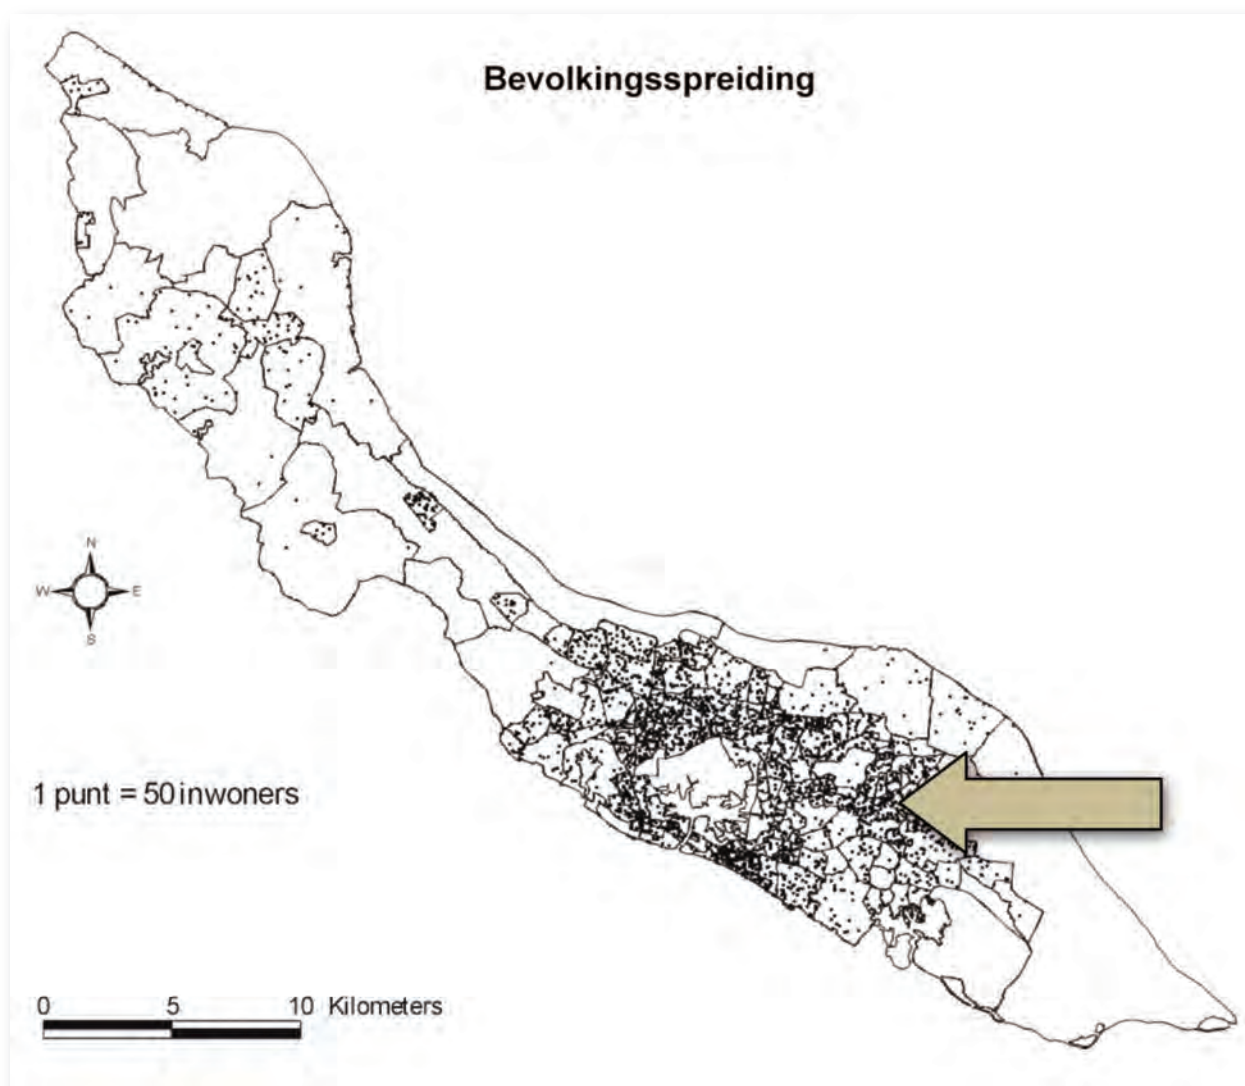 Bevolkingsspreiding
N
W E
S
1 punt = 50 inwoners
0 5 10 Kilometers